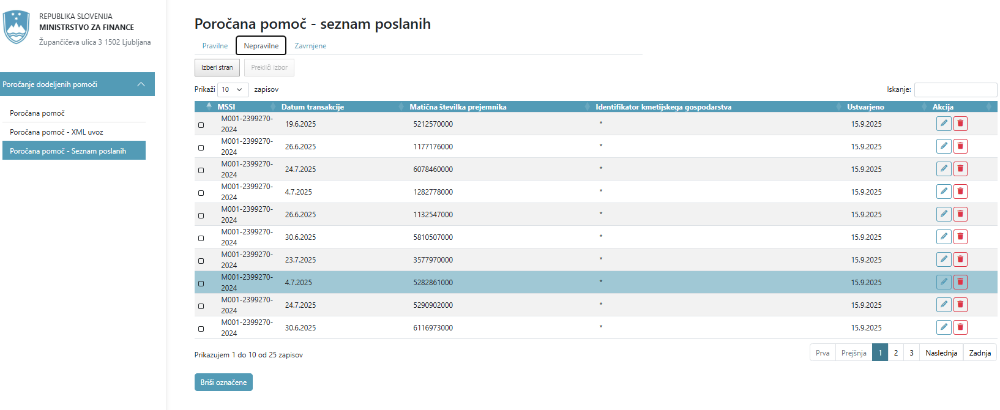 REPUBLIKA SLOVENIJA
MINISTRSTVO ZA FINANCE
Župančičeva ulica 3 1502 Ljubljana
Poročanje dodeljenih pomoči
Poročana pomoč
Poročana pomoč - XML uvoz
Poročana pomoč - Seznam poslanih
Poročana pomoč - seznam poslanih
Pravilne Nepravilne Zavrnjene
Izberi stran Prekliči izbor
Prikaži 10 zapisov Iskanje:
MSSI Datum transakcije Matična številka prejemnika Identifikator kmetijskega gospodarstva Ustvarjeno Akcija
M001-2399270-
2024 19.6.2025 5212570000 * 15.9.2025
M001-2399270-
2024 26.6.2025 1177176000 * 15.9.2025
M001-2399270-
2024 24.7.2025 6078460000 * 15.9.2025
M001-2399270-
2024 4.7.2025 1282778000 * 15.9.2025
M001-2399270-
2024 26.6.2025 1132547000 * 15.9.2025
M001-2399270-
2024 30.6.2025 5810507000 * 15.9.2025
M001-2399270-
2024 23.7.2025 3577970000 * 15.9.2025
M001-2399270-
2024 4.7.2025 5282861000 * 15.9.2025
M001-2399270-
2024 24.7.2025 5290902000 * 15.9.2025
M001-2399270-
2024 30.6.2025 6116973000 * 15.9.2025
Prikazujem 1 do 10 od 25 zapisov
Prva Prejšnja 1 2 3 Naslednja Zadnja
Briši označene